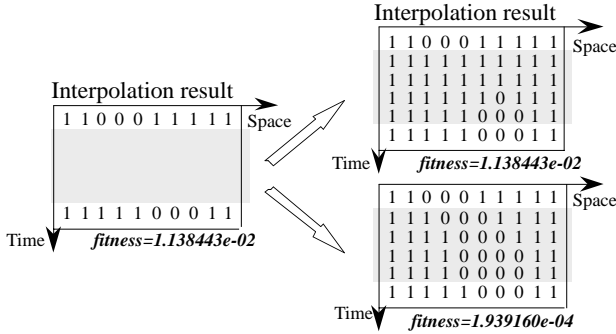 Interpolation result
1 1 0 0 0 1 1 1 1 1
Space
1 1 1 1 1 0 0 0 1 1
Time
fitness=1.138443e-02
Interpolation result
1 1 0 0 0 1 1 1 1 1
Space
1 1 1 1 1 1 1 1 1 1
1 1 1 1 1 1 1 1 1 1
1 1 1 1 1 1 0 1 1 1
1 1 1 1 1 0 0 0 1 1
1 1 1 1 1 0 0 0 1 1
Time
fitness=1.138443e-02
1 1 0 0 0 1 1 1 1 1
Space
1 1 1 0 0 0 1 1 1 1
1 1 1 1 0 0 0 1 1 1
1 1 1 1 0 0 0 0 1 1
1 1 1 1 0 0 0 0 1 1
1 1 1 1 1 0 0 0 1 1
Time
fitness=1.939160e-04